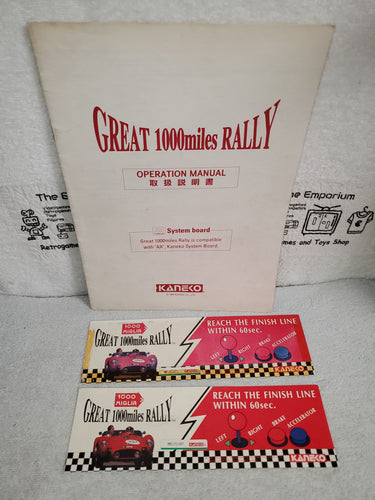 GREAT 1000miles RALLY
OPERATION MANUAL
取扱説明書
System board
Great 1000miles Rally is compatible
with "AX", Kaneko System Board.
KANEKO
The Emporium
Retrogames
and Toys Shop
1000
MIGLIA
GREAT 1000miles RALLY
REACH THE FINISH LINE
WITHIN 60sec.
LEFT
RIGHT
BRAKE
ACCELERATOR
KANEKO
1000
MIGLIA
GREAT 1000miles RALLY
REACH THE FINISH LINE
WITHIN 60sec.
LEFT
RIGHT
BRAKE
ACCELERATOR
KANEKO